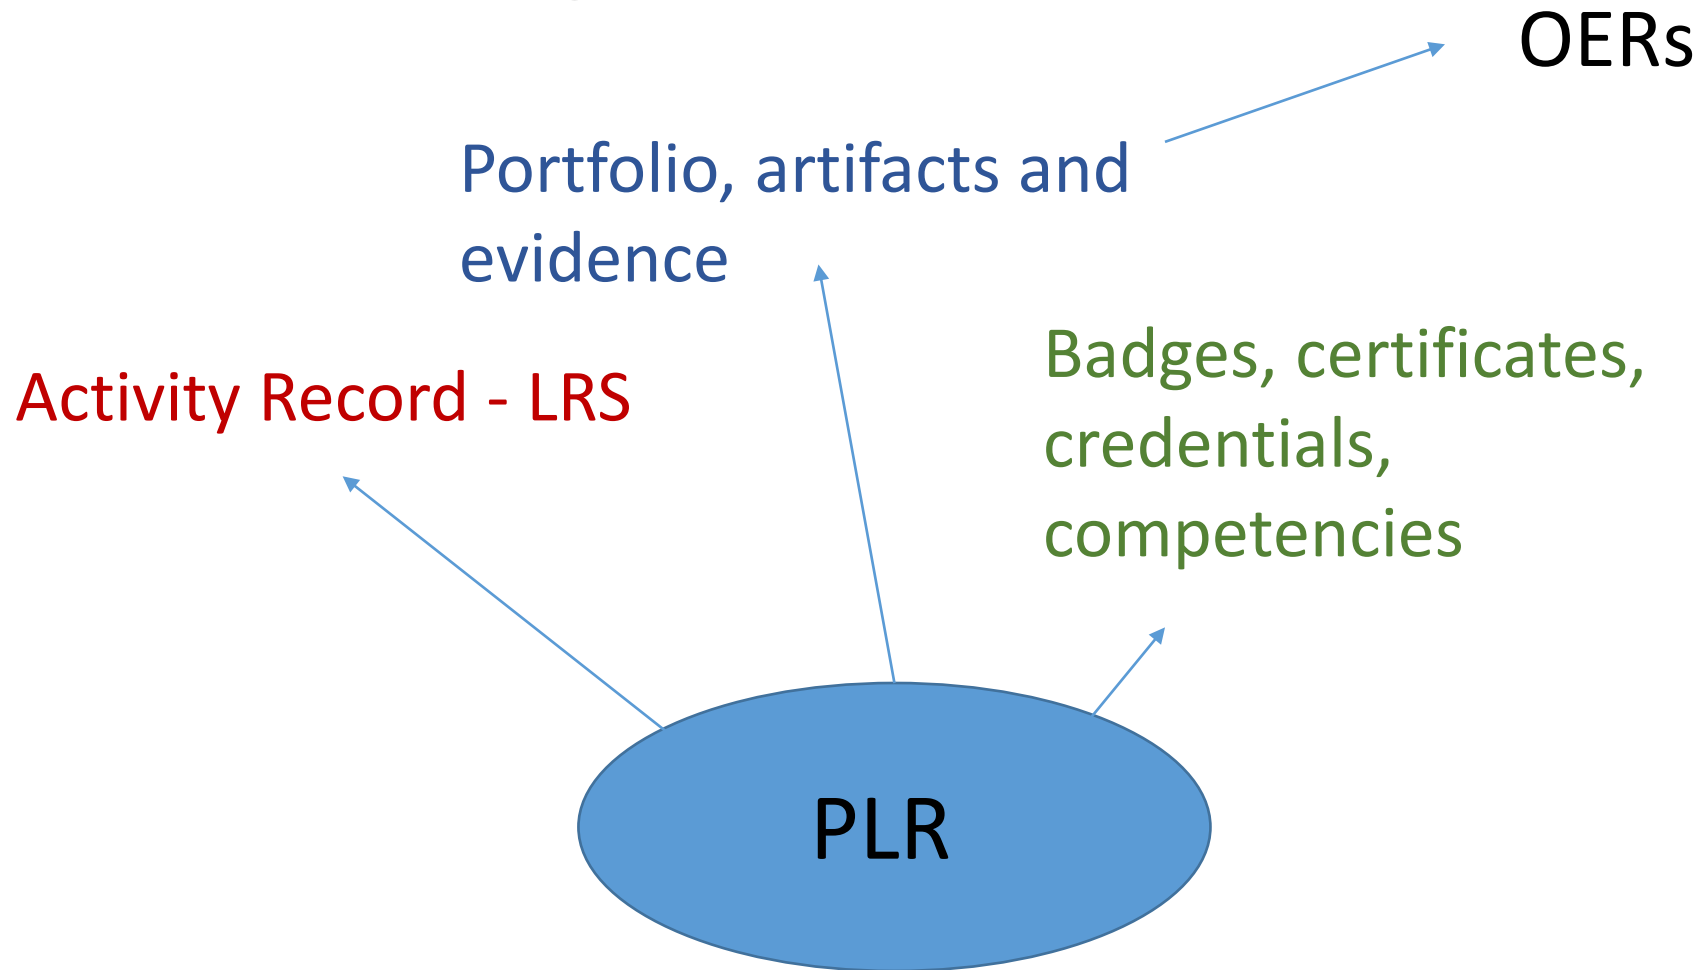 OERs
Portfolio, artifacts and
evidence
Activity Record - LRS
Badges, certificates,
credentials,
competencies
PLR